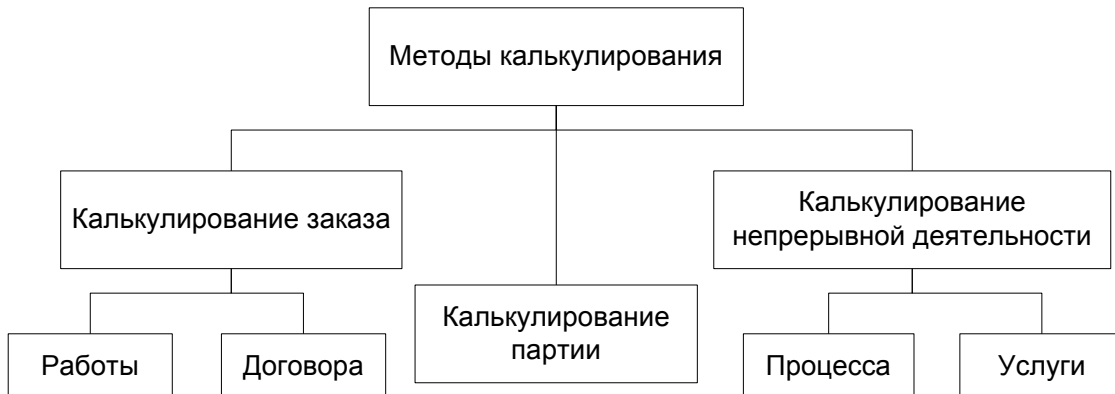 Методы калькулирования
Калькулирование заказа
Калькулирование
непрерывной деятельности
Калькулирование
партии
Работы
Договора
Процесса
Услуги